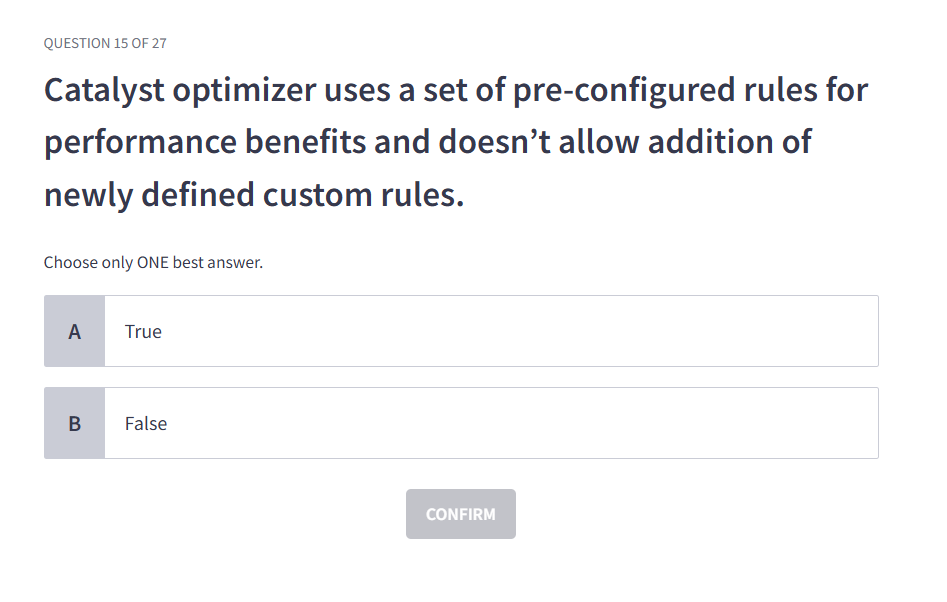 QUESTION 15 OF 27
Catalyst optimizer uses a set of pre-configured rules for
performance benefits and doesn’t allow addition of
newly defined custom rules.
Choose only ONE best answer.
A True
B False
CONFIRM